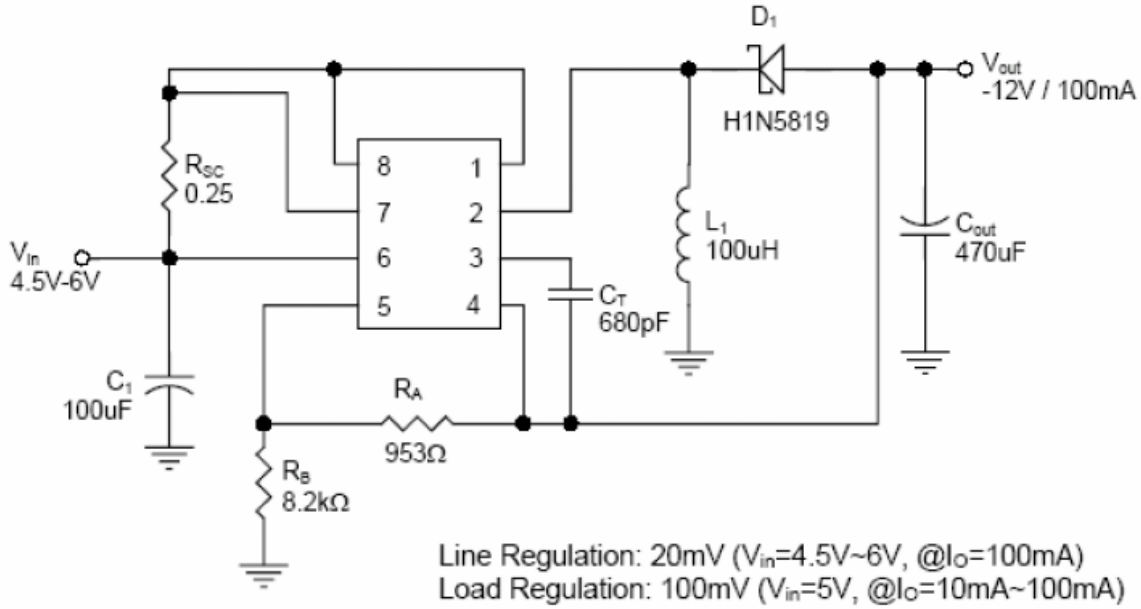 D1
H1N5819
Vout
-12V / 100mA
RSC
0.25
8
7
6
5
1
2
3
4
Vin
4.5V-6V
L1
100uH
Cout
470uF
CT
680pF
C1
100uF
RA
953Ω
RB
8.2kΩ
Line Regulation: 20mV (Vin=4.5V~6V, @IO=100mA)
Load Regulation: 100mV (Vin=5V, @IO=10mA~100mA)